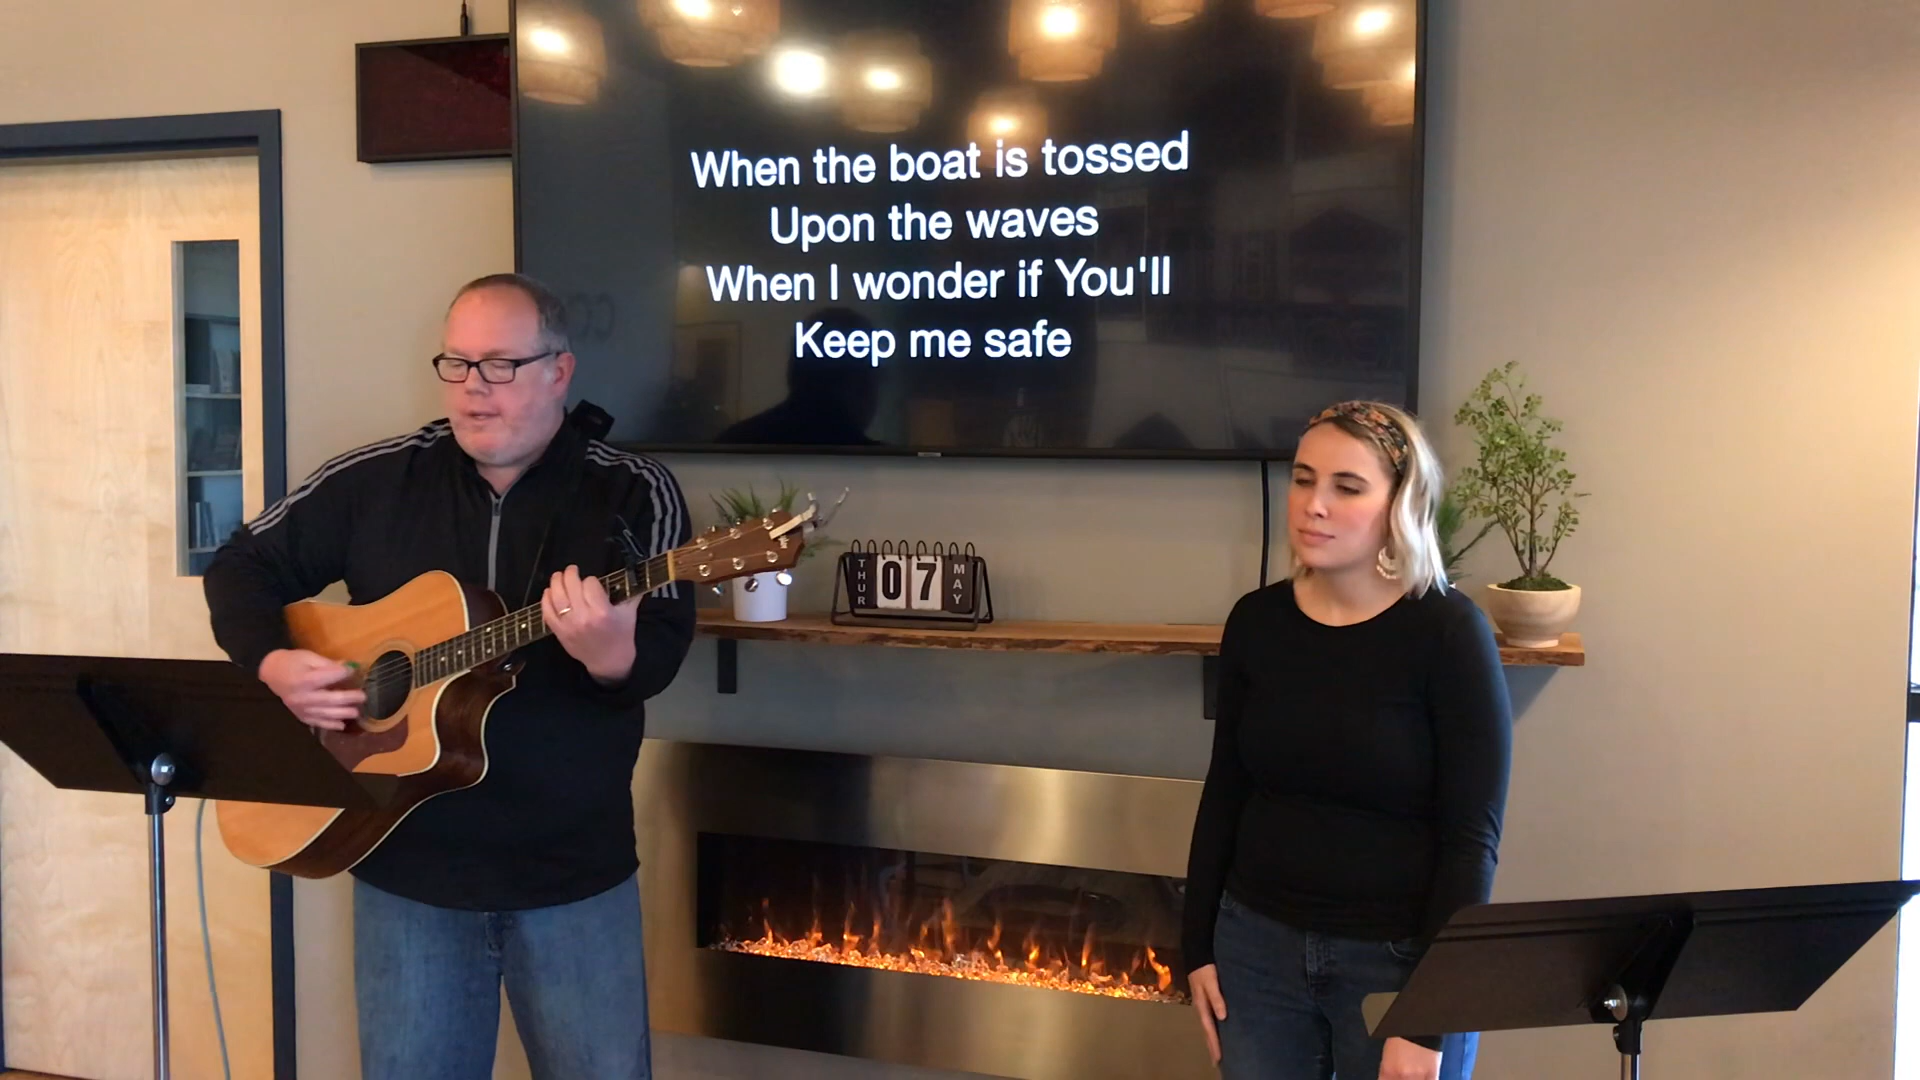 When the boat is tossed
Upon the waves
When I wonder if You'll
Keep me safe
THUR 07 MAY